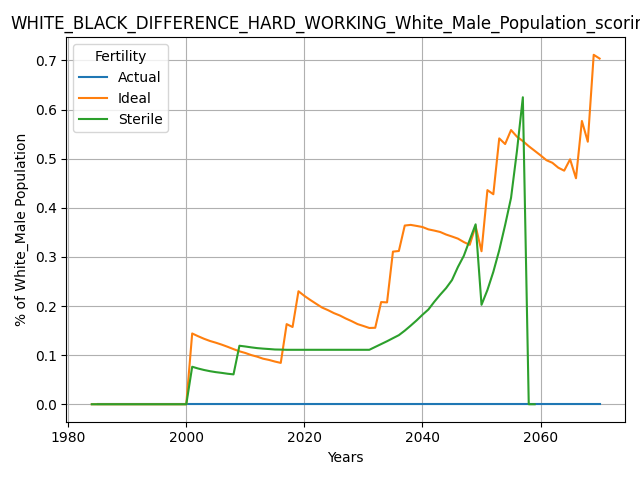 WHITE_BLACK_DIFFERENCE_HARD_WORKING_White_Male_Population_scorin
Fertility
Actual
Ideal
Sterile
% of White_Male Population
0.7
0.6
0.5
0.4
0.3
0.2
0.1
0.0
1980 2000 2020 2040 2060
Years